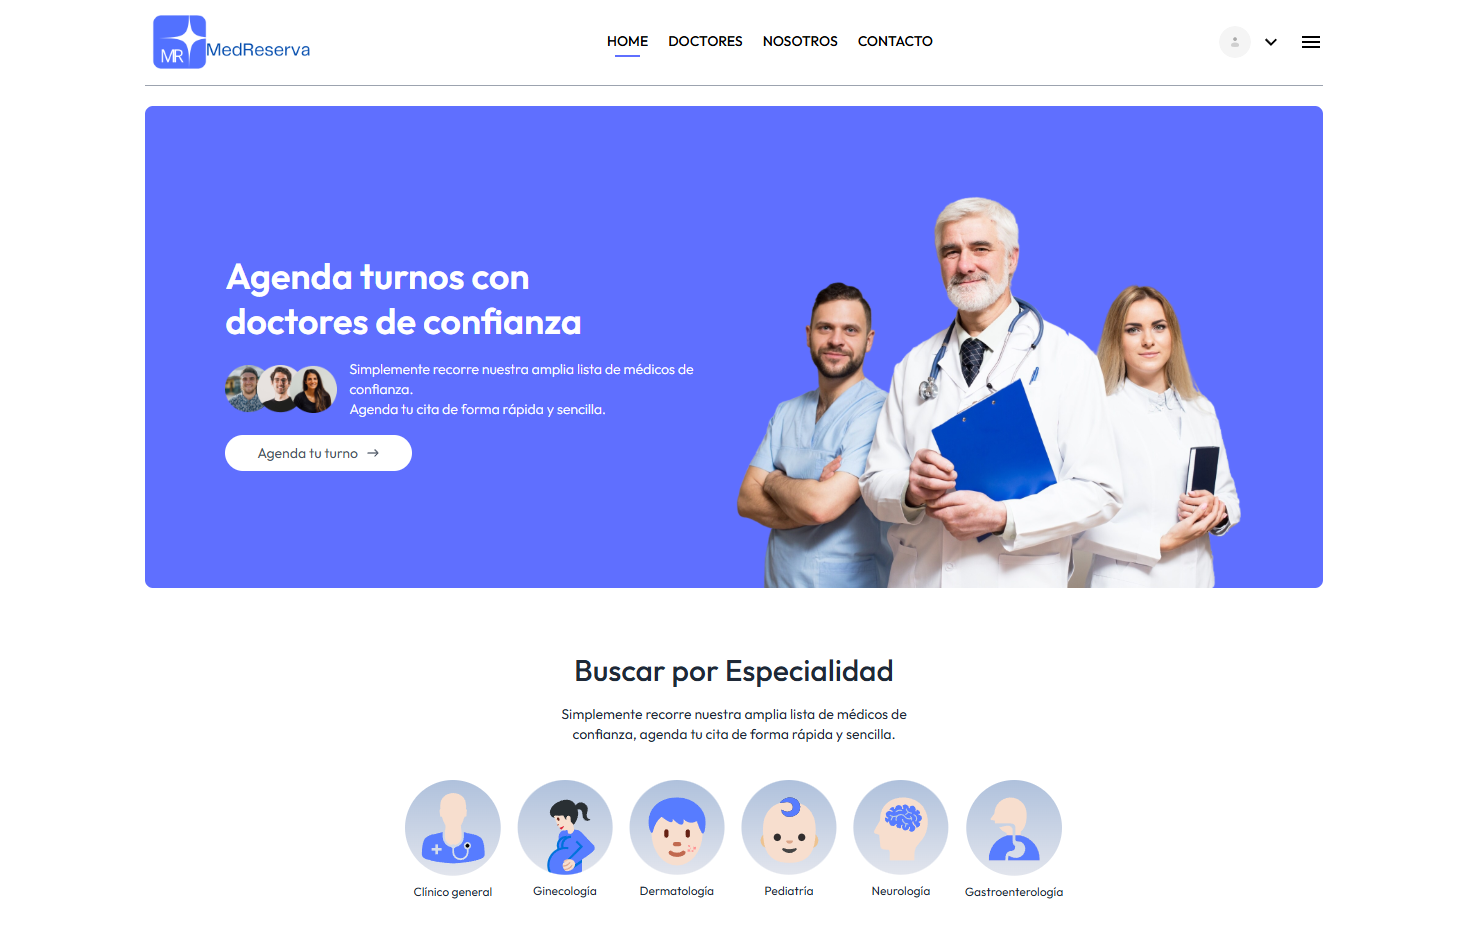 MR
MedReserva
HOME
DOCTORES
NOSOTROS
CONTACTO
Agenda turnos con
doctores de confianza
Simplemente recorre nuestra amplia lista de médicos de
confianza.
Agenda tu cita de forma rápida y sencilla.
Agenda tu turno →
Buscar por Especialidad
Simplemente recorre nuestra amplia lista de médicos de
confianza, agenda tu cita de forma rápida y sencilla.
Clínico general
Ginecología
Dermatología
Pediatría
Neurología
Gastroenterología